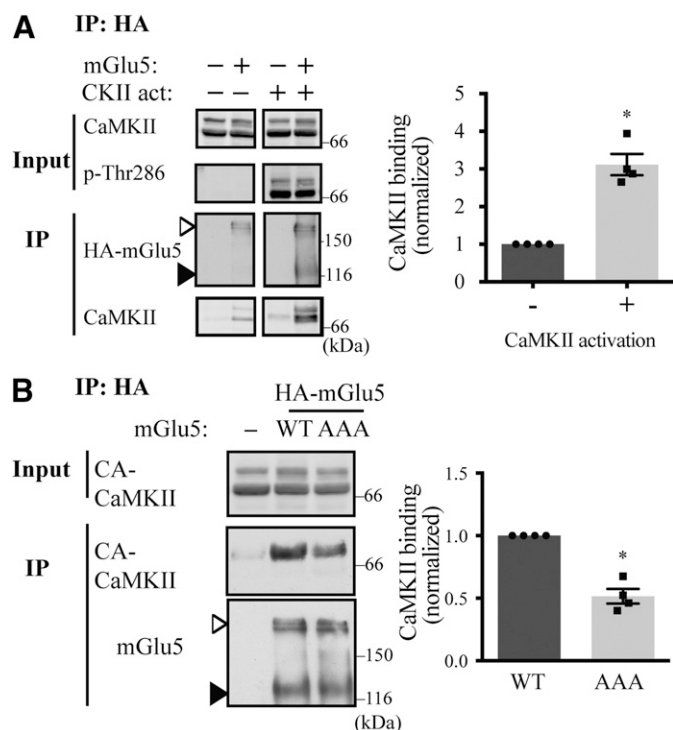 A IP: HA
mGlu5: – + – +
CKII act: – – + +
Input
CaMKII
-66
p-Thr286
-66
IP
HA-mGlu5
-150
-116
CaMKII
-66
(kDa)
CaMKII binding
(normalized)
5
4
3
2
1
0
*
- +
CaMKII activation
B IP: HA
HA-mGlu5
mGlu5: – WT AAA
Input
CA-
CaMKII
-66
IP
CA-
CaMKII
-66
mGlu5
-150
-116
(kDa)
CaMKII binding
(normalized)
1.5
1.0
0.5
0.0
*
WT AAA